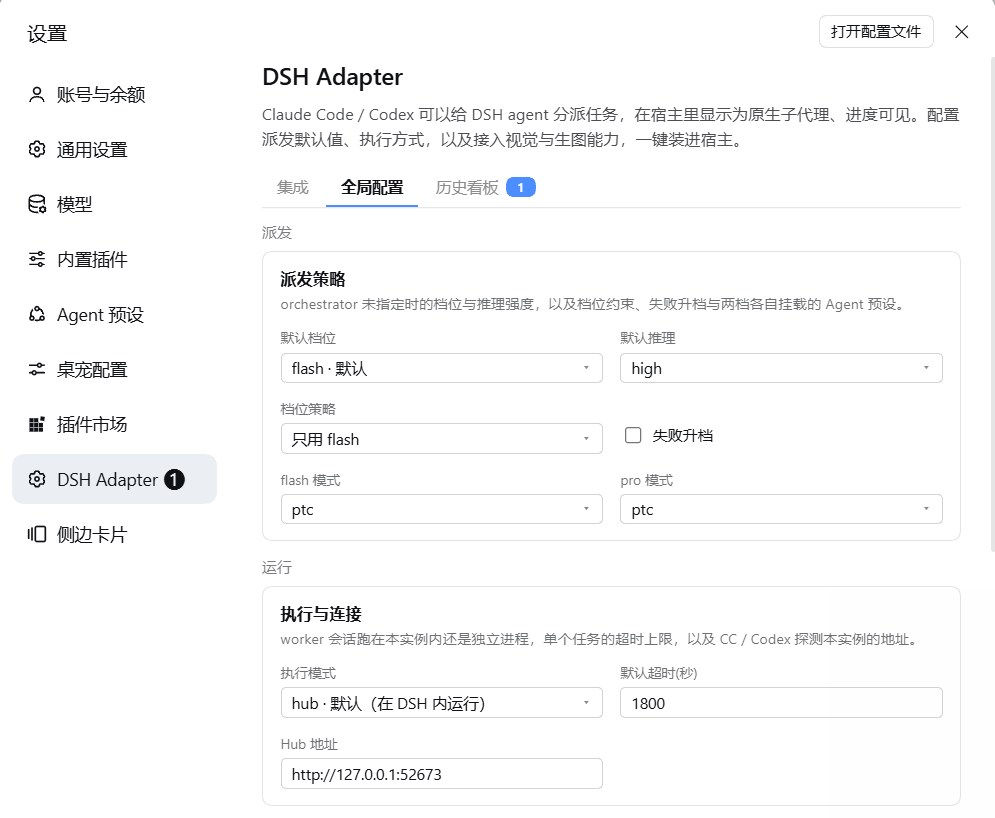 设置
打开配置文件
账号与余额
通用设置
模型
内置插件
Agent 预设
桌宠配置
插件市场
DSH Adapter 1
侧边卡片
DSH Adapter
Claude Code / Codex 可以给 DSH agent 分派任务，在宿主里显示为原生子代理、进度可见。配置
派发默认值、执行方式，以及接入视觉与生图能力，一键装进宿主。
集成 全局配置 历史看板 1
派发
派发策略
orchestrator 未指定时的档位与推理强度，以及档位约束、失败升档与两档各自挂载的 Agent 预设。
默认档位 默认推理
flash · 默认 high
档位策略
只用 flash 失败升档
flash 模式 pro 模式
ptc ptc
运行
执行与连接
worker 会话跑在本实例内还是独立进程，单个任务的超时上限，以及 CC / Codex 探测本实例的地址。
执行模式 默认超时(秒)
hub · 默认（在 DSH 内运行） 1800
Hub 地址
http://127.0.0.1:52673